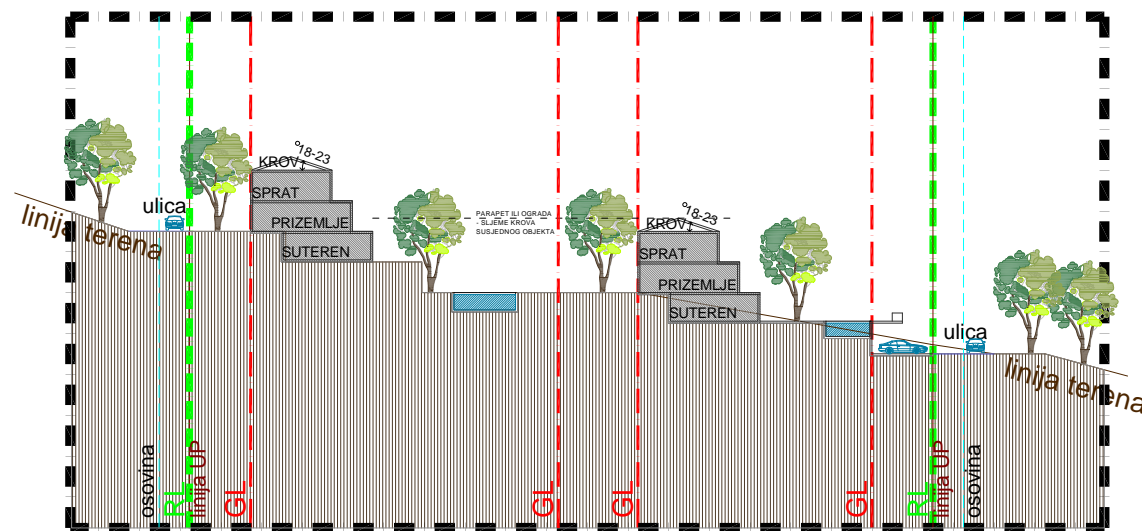 °18-23
KROV
SPRAT
PRIZEMLJE
SUTEREN
ulica
linija terena
PARAPET ILI OGRADA
- SLJEME KROVA
SUSJEDNOG OBJEKTA
°18-23
KROV
SPRAT
PRIZEMLJE
SUTEREN
ulica
linija terena
osovina
RL
linija UP
GL
GL
GL
GL
RL
linija UP
osovina